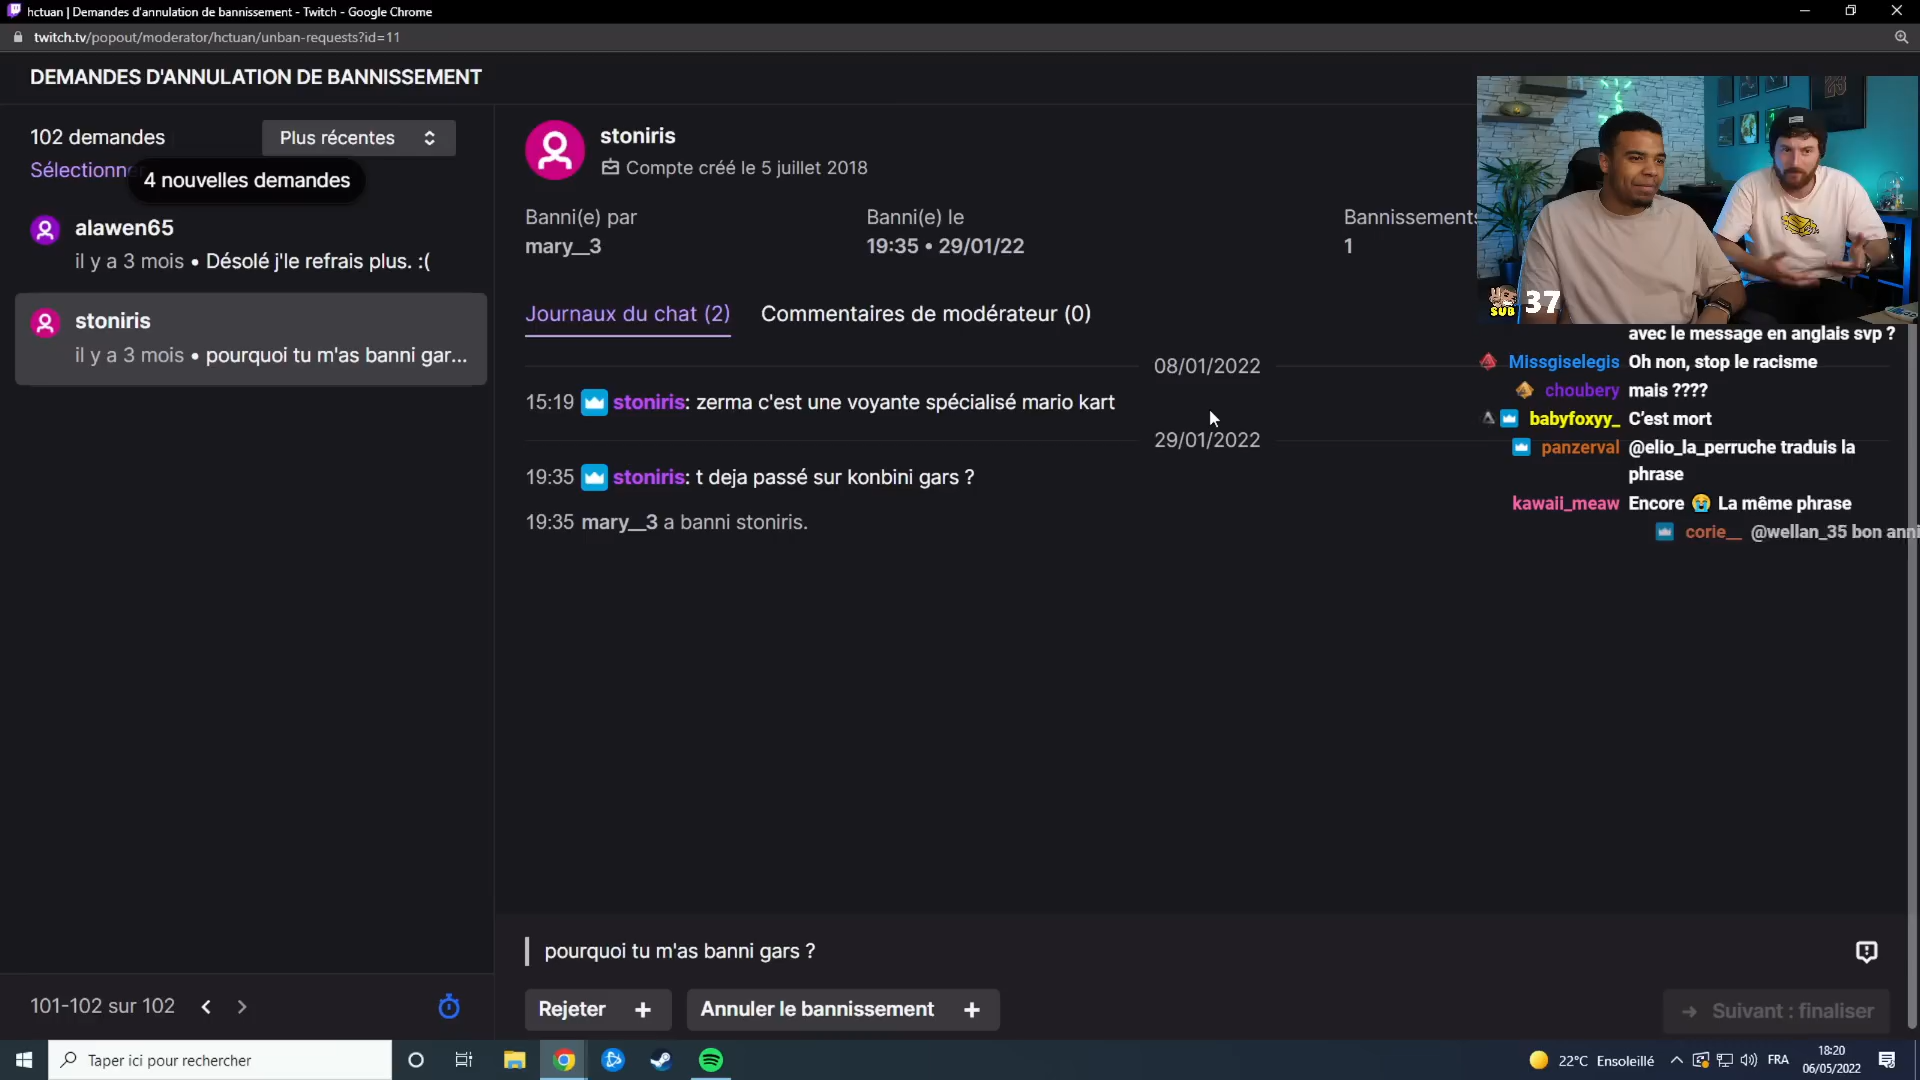 hctuan | Demandes d'annulation de bannissement - Twitch - Google Chrome
twitch.tv/popout/moderator/hctuan/unban-requests?id=11
DEMANDES D'ANNULATION DE BANNISSEMENT
102 demandes
Plus récentes
Sélectionne
4 nouvelles demandes
alawen65
il y a 3 mois • Désolé j'le refrais plus. :(
stoniris
il y a 3 mois • pourquoi tu m'as banni gar...
101-102 sur 102
stoniris
Compte créé le 5 juillet 2018
Banni(e) par
mary__3
Banni(e) le
19:35 • 29/01/22
Bannissements
1
Journaux du chat (2)
Commentaires de modérateur (0)
08/01/2022
15:19 stoniris: zerma c'est une voyante spécialisé mario kart
29/01/2022
19:35 stoniris: t deja passé sur konbini gars ?
19:35 mary__3 a banni stoniris.
pourquoi tu m'as banni gars ?
Rejeter +
Annuler le bannissement +
→ Suivant : finaliser
SUB 37
avec le message en anglais svp ?
Missgiselegis Oh non, stop le racisme
choubery mais ????
babyfoxyy_ C'est mort
panzerval @elio_la_perruche traduis la
phrase
kawaii_meaw Encore 😭 La même phrase
corie__ @wellan_35 bon anni
Taper ici pour rechercher
22°C Ensoleillé
FRA
18:20
06/05/2022